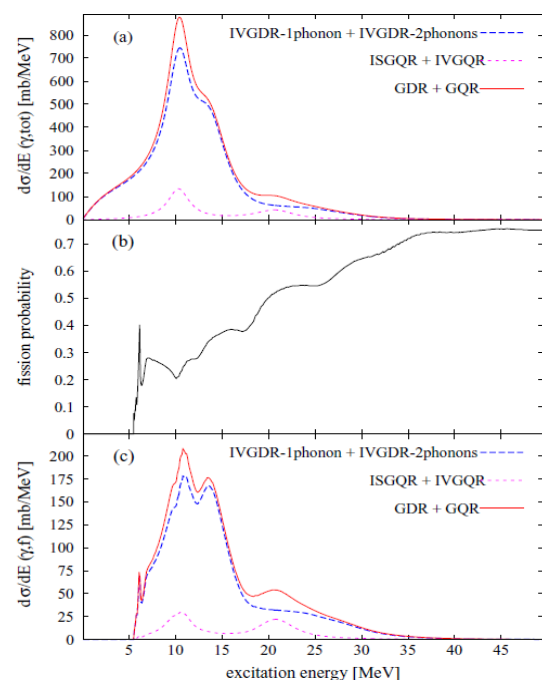 (a)
IVGDR-1phonon + IVGDR-2phonons
ISGQR + IVGQR
GDR + GQR
dσ/dE (γ,tot) [mb/MeV]
800
700
600
500
400
300
200
100
0
(b)
fission probability
0.7
0.6
0.5
0.4
0.3
0.2
0.1
0
(c)
IVGDR-1phonon + IVGDR-2phonons
ISGQR + IVGQR
GDR + GQR
dσ/dE (γ,f) [mb/MeV]
200
175
150
125
100
75
50
25
0
5 10 15 20 25 30 35 40 45
excitation energy [MeV]